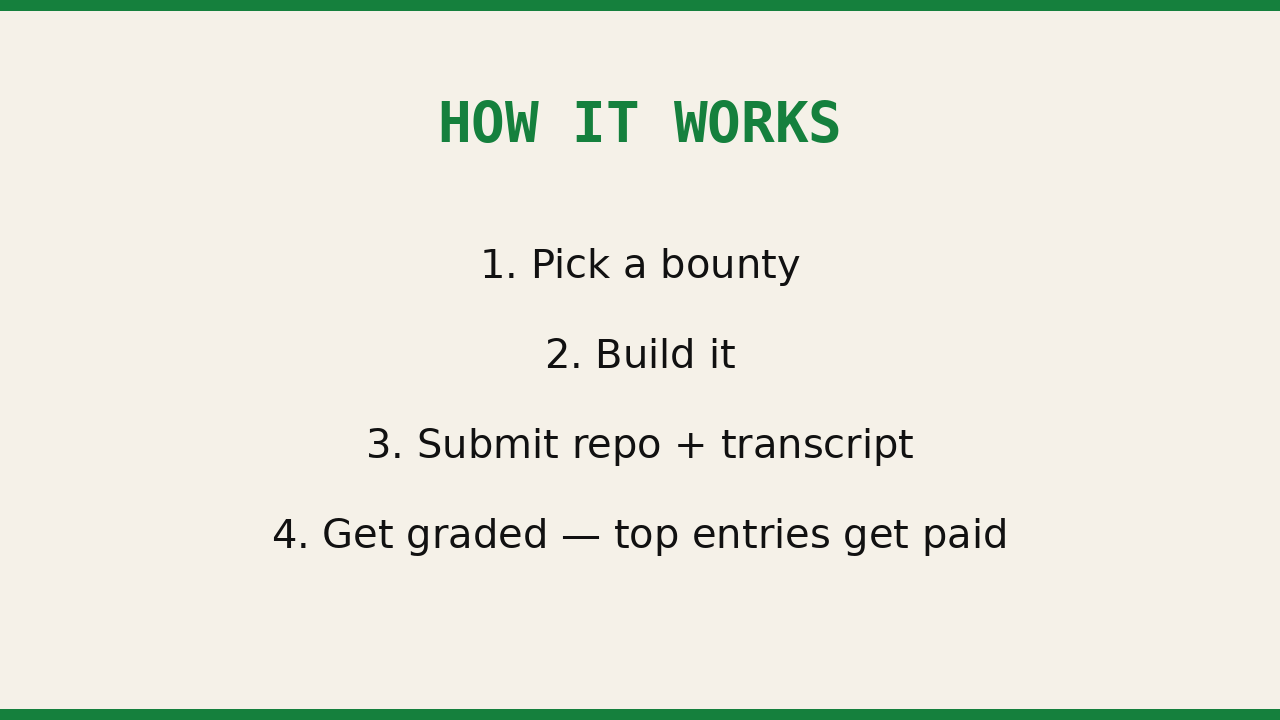 HOW IT WORKS
1. Pick a bounty
2. Build it
3. Submit repo + transcript
4. Get graded — top entries get paid